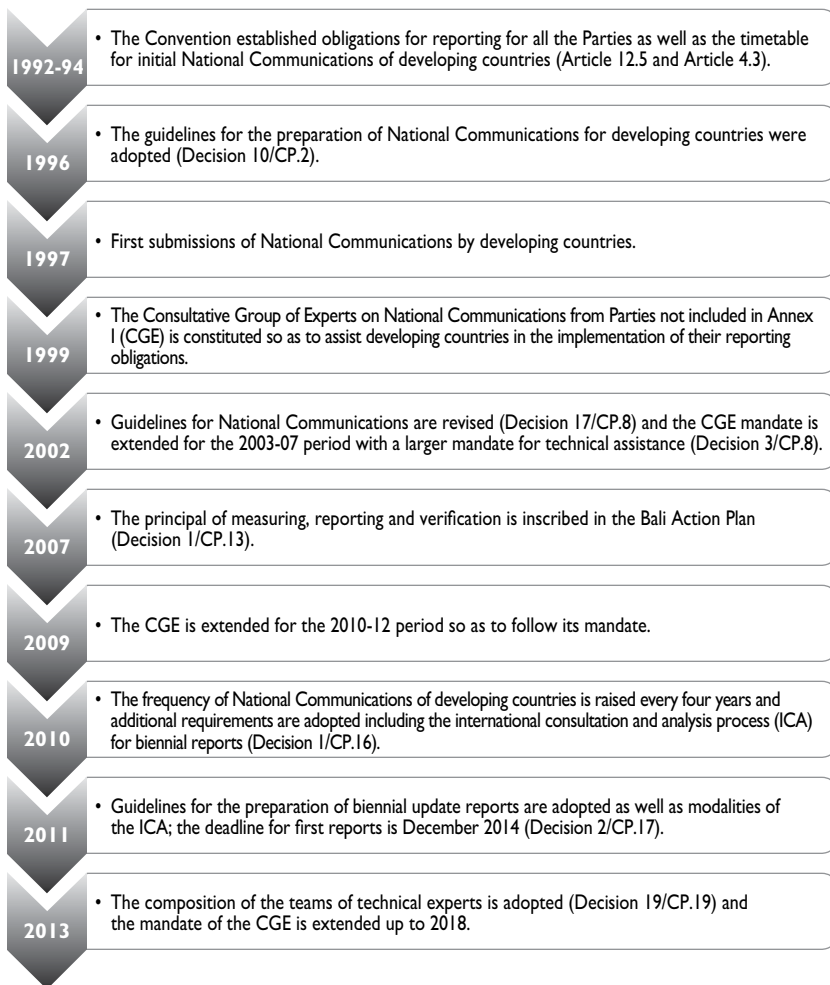 1992-94
• The Convention established obligations for reporting for all the Parties as well as the timetable
for initial National Communications of developing countries (Article 12.5 and Article 4.3).
1996
• The guidelines for the preparation of National Communications for developing countries were
adopted (Decision 10/CP.2).
1997
• First submissions of National Communications by developing countries.
1999
• The Consultative Group of Experts on National Communications from Parties not included in Annex
I (CGE) is constituted so as to assist developing countries in the implementation of their reporting
obligations.
2002
• Guidelines for National Communications are revised (Decision 17/CP.8) and the CGE mandate is
extended for the 2003-07 period with a larger mandate for technical assistance (Decision 3/CP.8).
2007
• The principal of measuring, reporting and verification is inscribed in the Bali Action Plan
(Decision 1/CP.13).
2009
• The CGE is extended for the 2010-12 period so as to follow its mandate.
2010
• The frequency of National Communications of developing countries is raised every four years and
additional requirements are adopted including the international consultation and analysis process (ICA)
for biennial reports (Decision 1/CP.16).
2011
• Guidelines for the preparation of biennial update reports are adopted as well as modalities of
the ICA; the deadline for first reports is December 2014 (Decision 2/CP.17).
2013
• The composition of the teams of technical experts is adopted (Decision 19/CP.19) and
the mandate of the CGE is extended up to 2018.